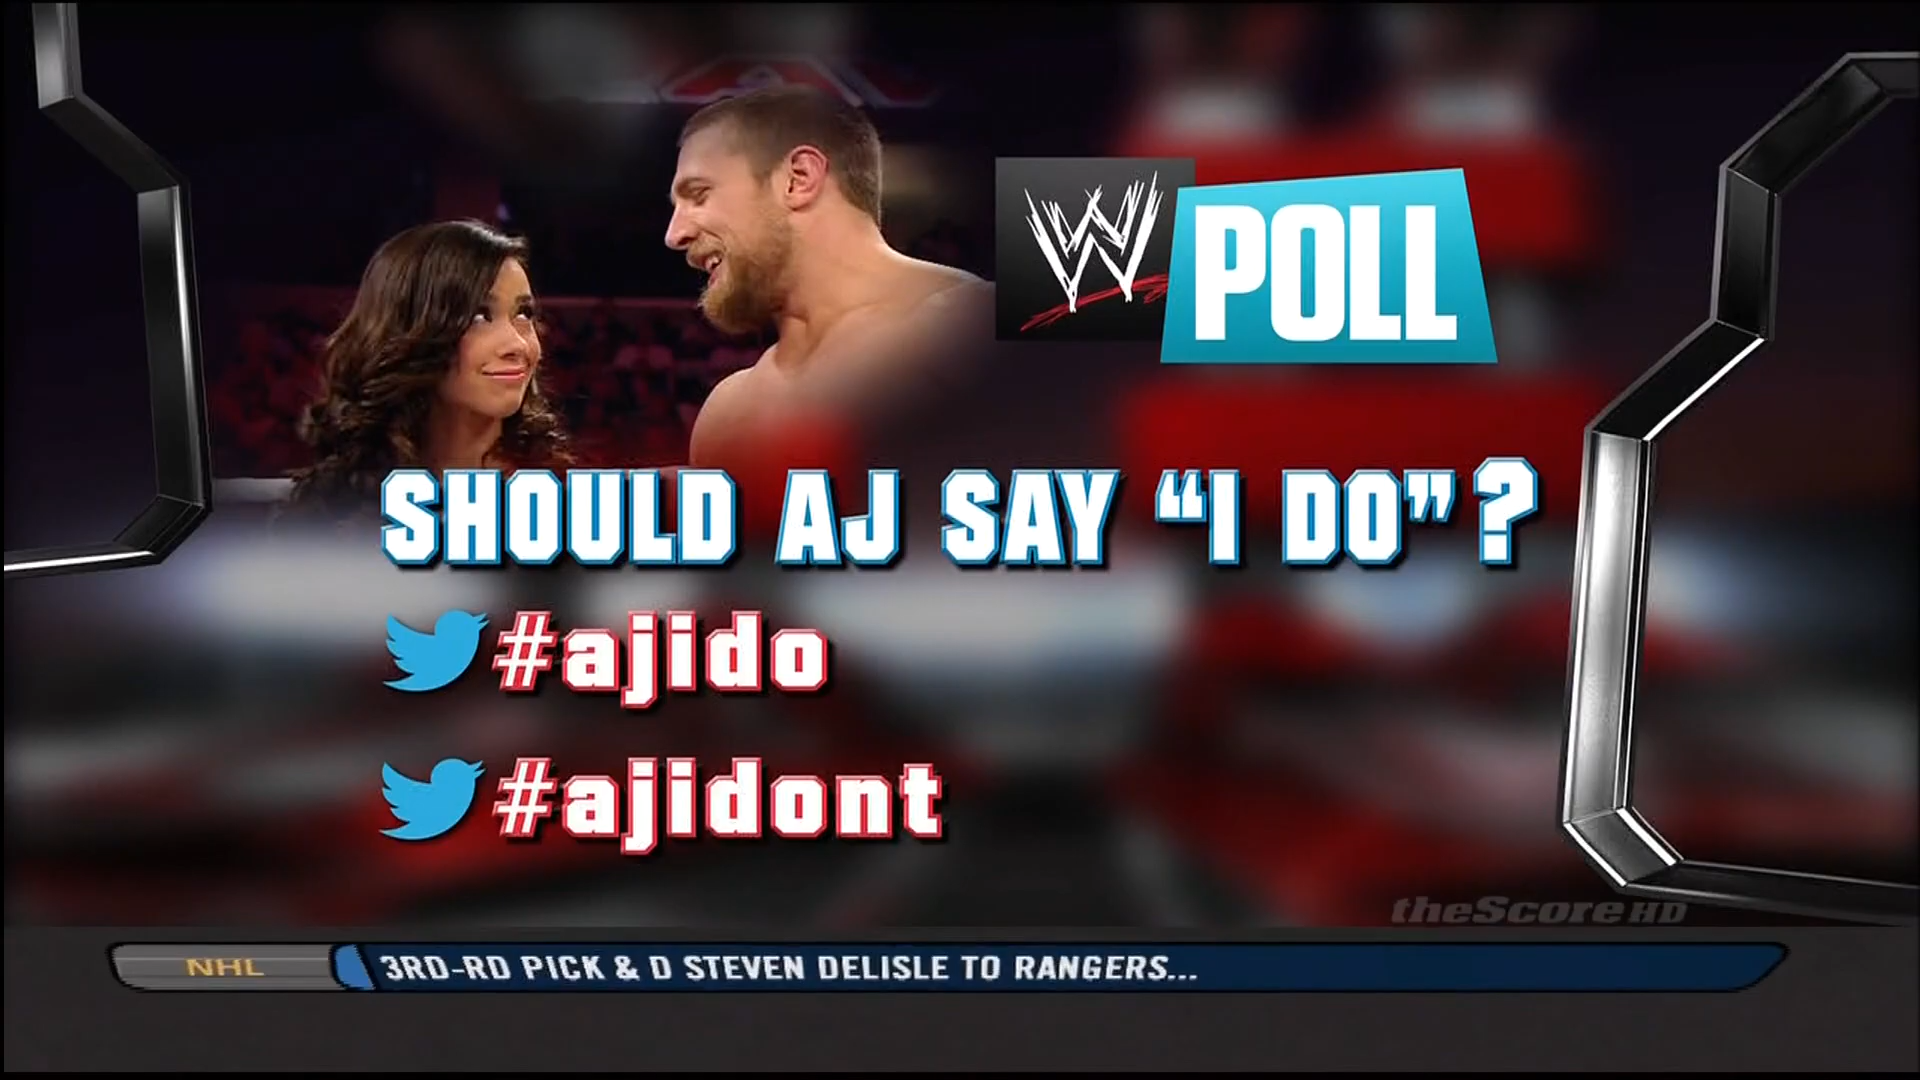 W POLL
SHOULD AJ SAY “I DO”?
#ajido
#ajidont
theScore HD
NHL 3RD-RD PICK & D STEVEN DELISLE TO RANGERS...